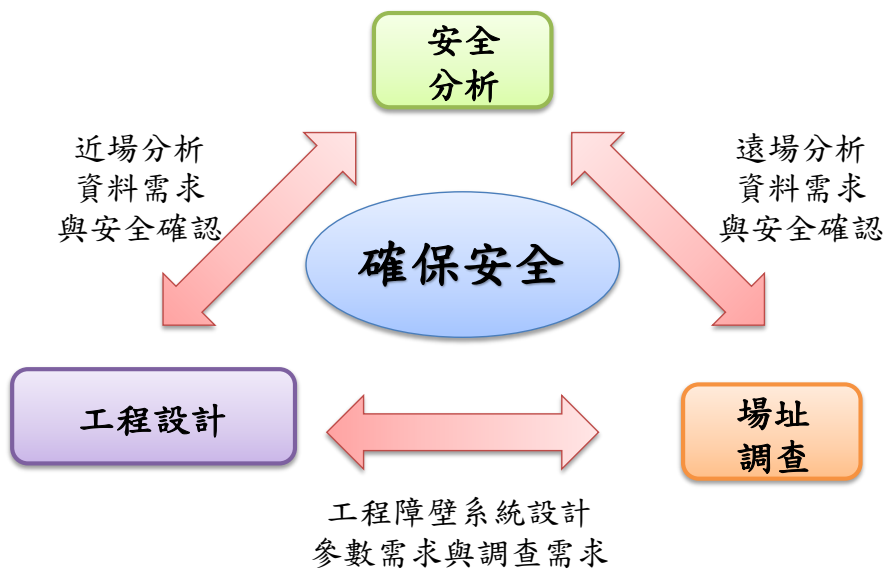 安全
分析
近場分析
資料需求
與安全確認
遠場分析
資料需求
與安全確認
確保安全
工程設計
場址
調查
工程障壁系統設計
參數需求與調查需求